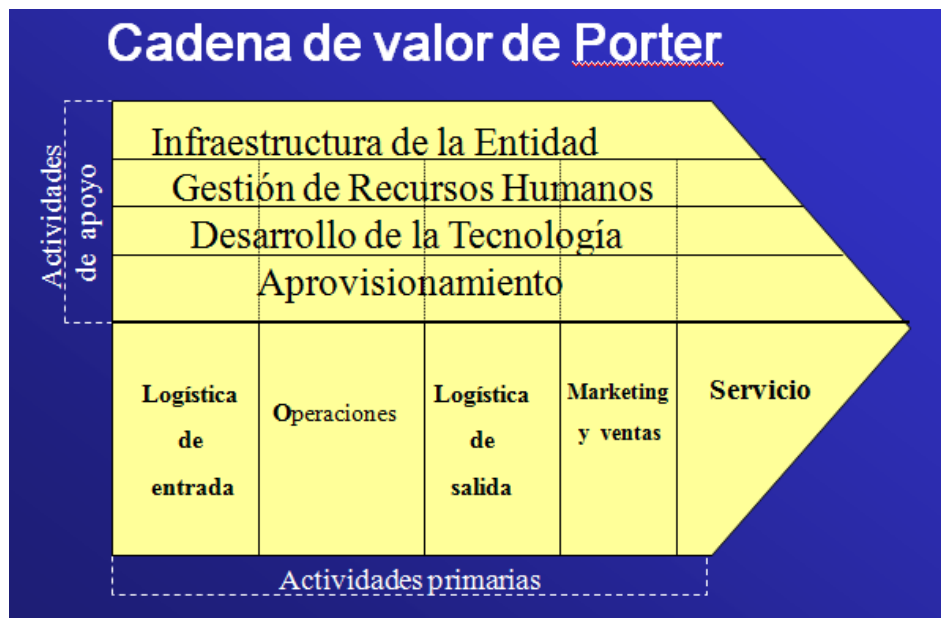 Cadena de valor de Porter
Actividades
de apoyo
Infraestructura de la Entidad
Gestión de Recursos Humanos
Desarrollo de la Tecnología
Aprovisionamiento
Logística
de
entrada
Operaciones
Logística
de
salida
Marketing
y ventas
Servicio
Actividades primarias